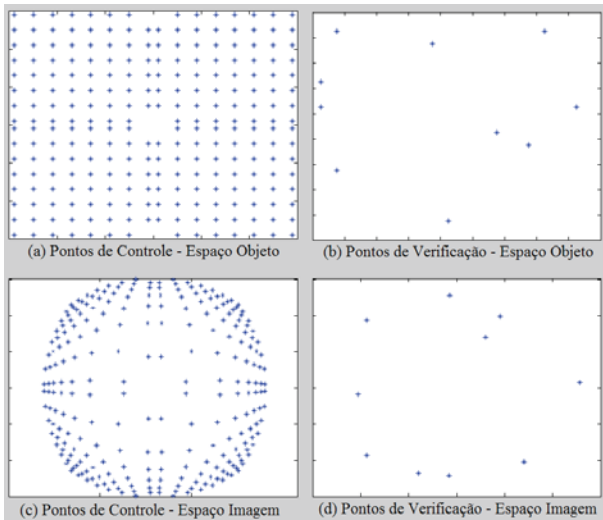 (a) Pontos de Controle - Espaço Objeto
(b) Pontos de Verificação - Espaço Objeto
(c) Pontos de Controle - Espaço Imagem
(d) Pontos de Verificação - Espaço Imagem